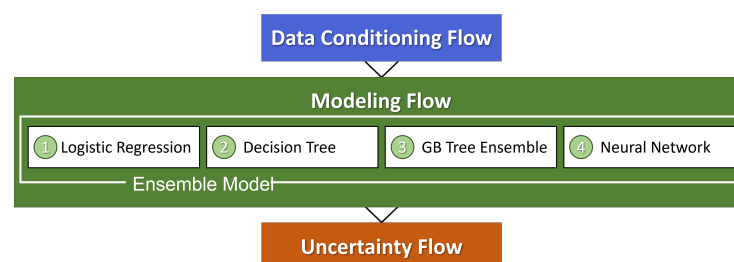 Data Conditioning Flow
Modeling Flow
1 Logistic Regression 2 Decision Tree 3 GB Tree Ensemble 4 Neural Network
Ensemble Model
Uncertainty Flow